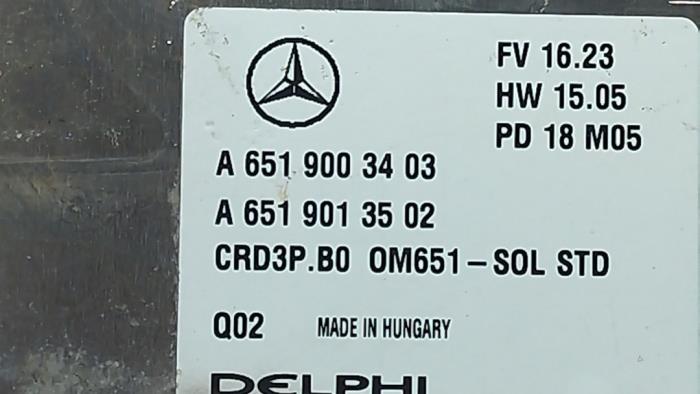 FV 16.23
HW 15.05
PD 18 M05
A 651 900 34 03
A 651 901 35 02
CRD3P.B0 OM651-SOL STD
Q02 MADE IN HUNGARY
DELPHI